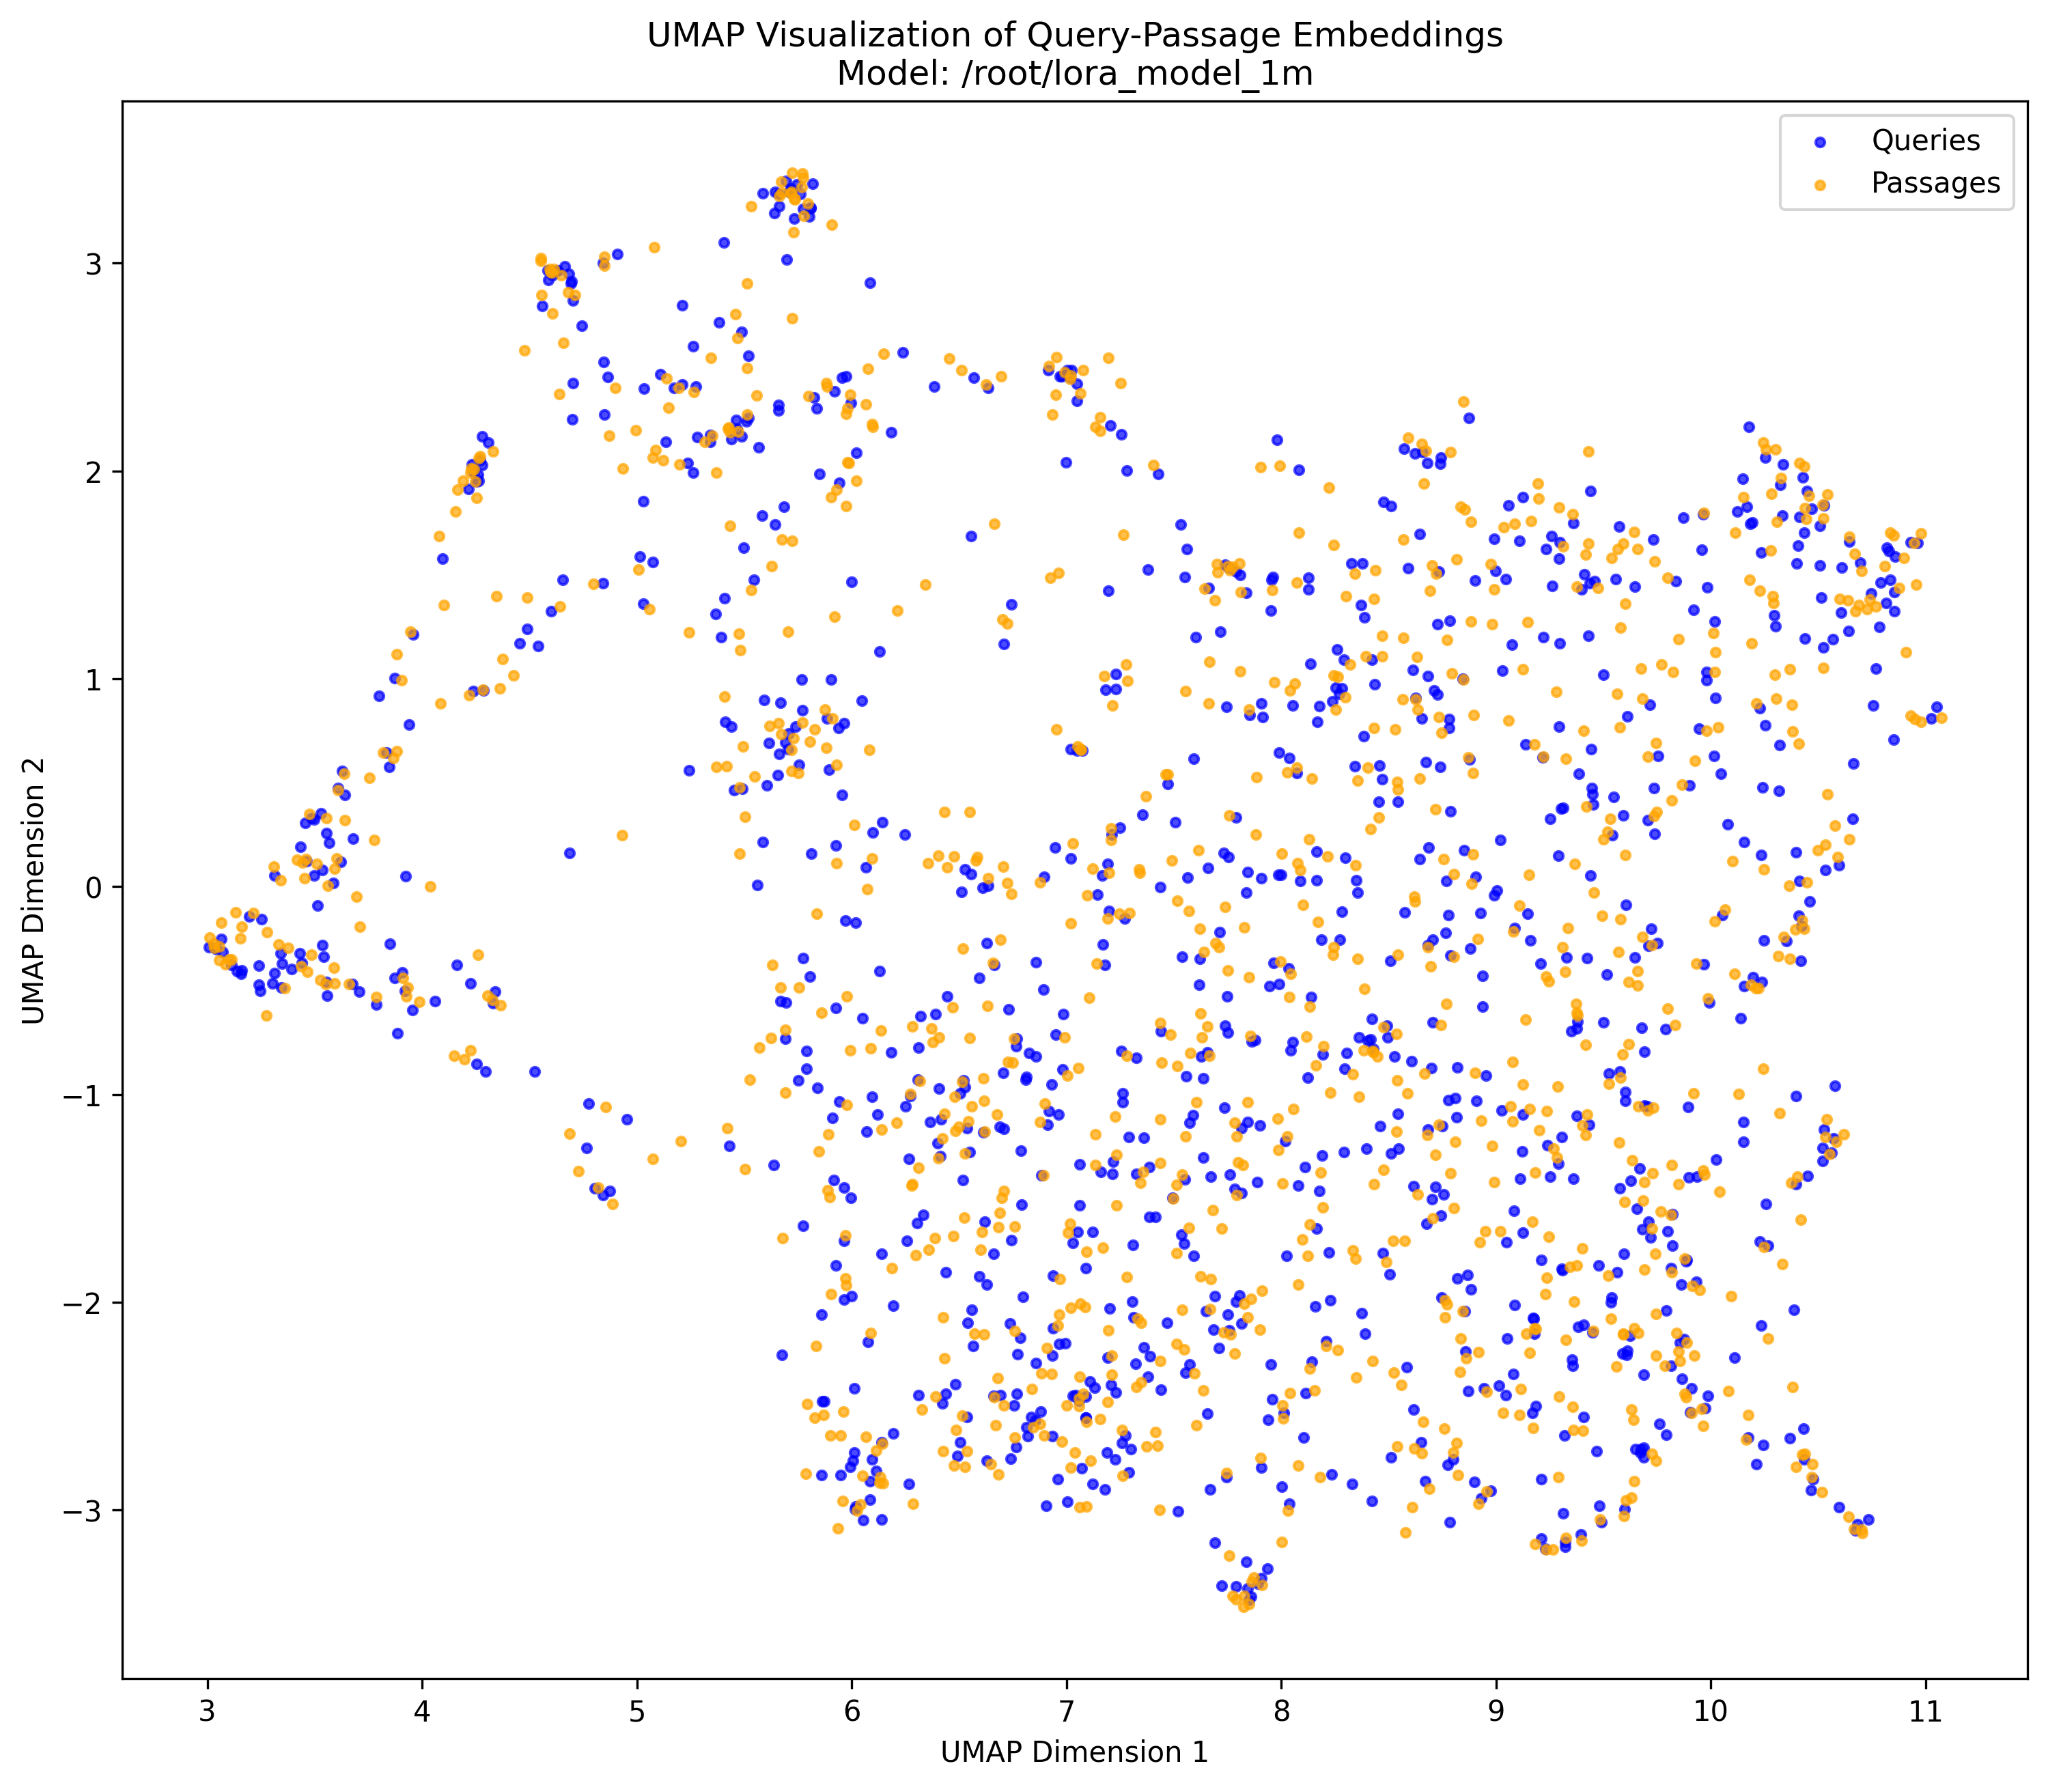 UMAP Visualization of Query-Passage Embeddings
Model: /root/lora_model_1m
Queries
Passages
3
2
1
0
−1
−2
−3
UMAP Dimension 2
3 4 5 6 7 8 9 10 11
UMAP Dimension 1